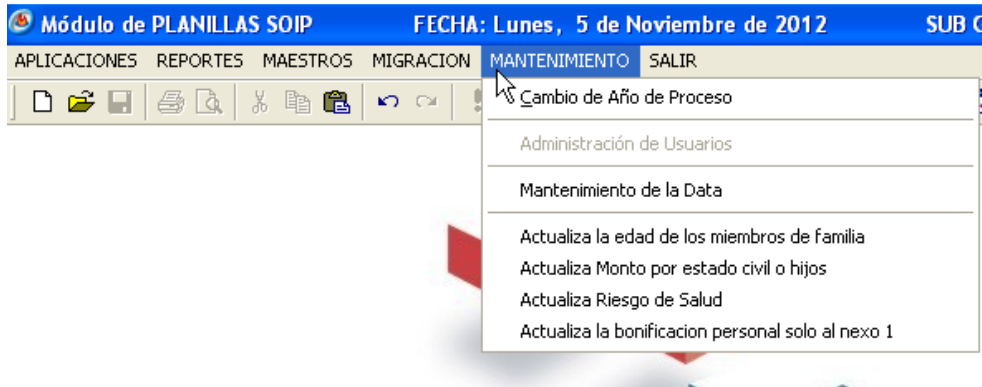 Módulo de PLANILLAS SOIP FECHA: Lunes, 5 de Noviembre de 2012 SUB
APLICACIONES REPORTES MAESTROS MIGRACION MANTENIMIENTO SALIR
Cambio de Año de Proceso
Administración de Usuarios
Mantenimiento de la Data
Actualiza la edad de los miembros de familia
Actualiza Monto por estado civil o hijos
Actualiza Riesgo de Salud
Actualiza la bonificacion personal solo al nexo 1